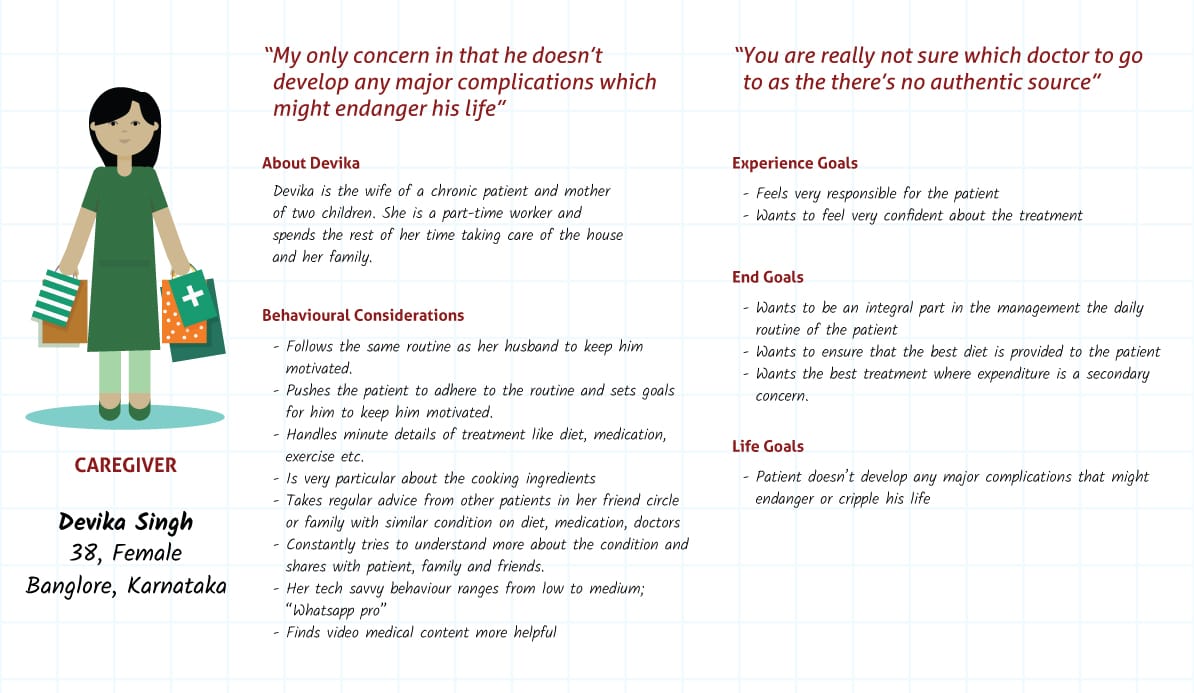 CAREGIVER
Devika Singh
38, Female
Banglore, Karnataka
“My only concern in that he doesn’t
develop any major complications which
might endanger his life”
About Devika
Devika is the wife of a chronic patient and mother
of two children. She is a part-time worker and
spends the rest of her time taking care of the house
and her family.
Behavioural Considerations
- Follows the same routine as her husband to keep him
motivated.
- Pushes the patient to adhere to the routine and sets goals
for him to keep him motivated.
- Handles minute details of treatment like diet, medication,
exercise etc.
- Is very particular about the cooking ingredients
- Takes regular advice from other patients in her friend circle
or family with similar condition on diet, medication, doctors
- Constantly tries to understand more about the condition and
shares with patient, family and friends.
- Her tech savvy behaviour ranges from low to medium;
“Whatsapp pro”
- Finds video medical content more helpful
“You are really not sure which doctor to go
to as the there’s no authentic source”
Experience Goals
- Feels very responsible for the patient
- Wants to feel very confident about the treatment
End Goals
- Wants to be an integral part in the management the daily
routine of the patient
- Wants to ensure that the best diet is provided to the patient
- Wants the best treatment where expenditure is a secondary
concern.
Life Goals
- Patient doesn’t develop any major complications that might
endanger or cripple his life